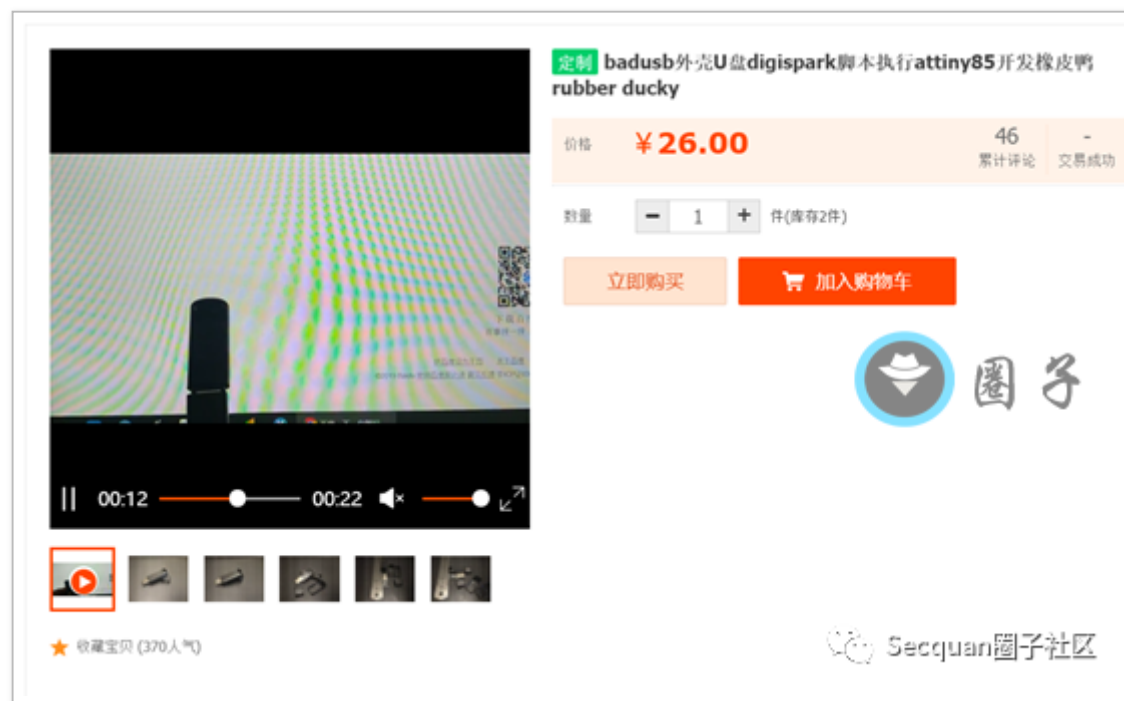 定制 badusb外壳U盘digispark脚本执行attiny85开发橡皮鸭
rubber ducky
价格 ¥26.00
46
累计评论
-
交易成功
数量 − 1 + 件(库存2件)
立即购买
加入购物车
圈子
00:12
00:22
收藏宝贝 (370人气)
Secquan圈子社区